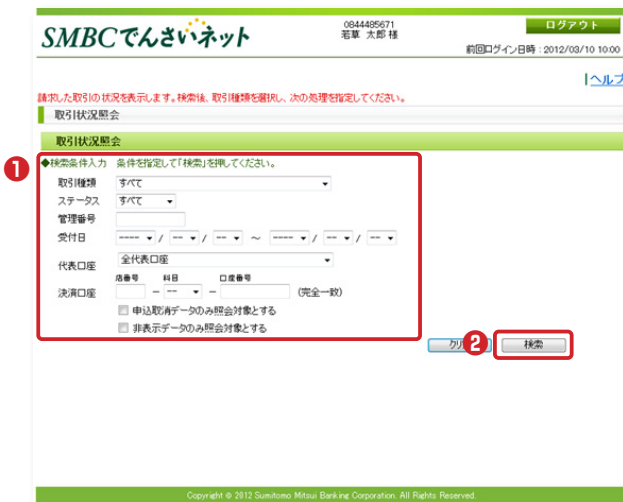 SMBCでんさいネット
0844485671
若草 太郎 様
ログアウト
前回ログイン日時 : 2012/03/10 10:00
ヘルプ
請求した取引の状況を表示します。検索後、取引種類を選択し、次の処理を指定してください。
取引状況照会
取引状況照会
1
◆検索条件入力 条件を指定して「検索」を押してください。
取引種類 すべて
ステータス すべて
管理番号
受付日 ---- / -- / -- ～ ---- / -- / --
代表口座 全代表口座
店番号 科目 口座番号
決済口座 - -- - (完全一致)
申込取消データのみ照会対象とする
非表示データのみ照会対象とする
2 検索
Copyright © 2012 Sumitomo Mitsui Banking Corporation. All Rights Reserved.